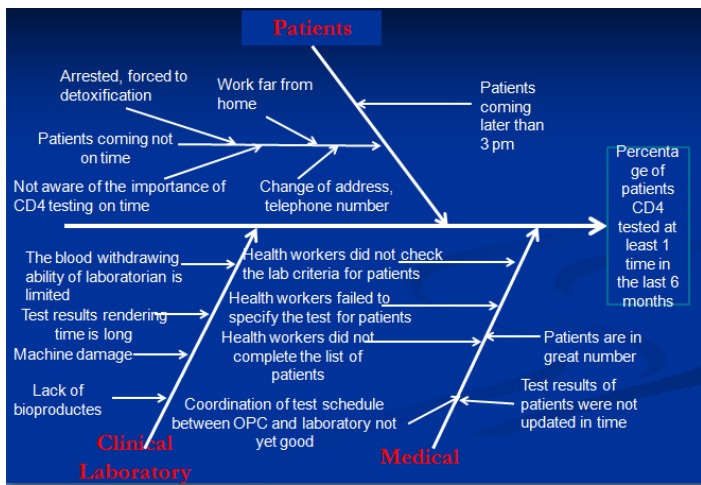 Patients
Arrested, forced to
detoxification
Work far from
home
Patients
coming
later than
3 pm
Patients coming not
on time
Not aware of the importance of
CD4 testing on time
Change of address,
telephone number
Percenta
ge of
patients
CD4
tested at
least 1
time in
the last 6
months
The blood withdrawing
ability of laboratorian is
limited
Test results rendering
time is long
Machine damage
Lack of
bioproductes
Clinical
Laboratory
Health workers did not check
the lab criteria for patients
Health workers failed to
specify the test for patients
Health workers did not
complete the list of
patients
Coordination of test schedule
between OPC and laboratory not
yet good
Patients are in
great number
Test results of
patients were not
updated in time
Medical